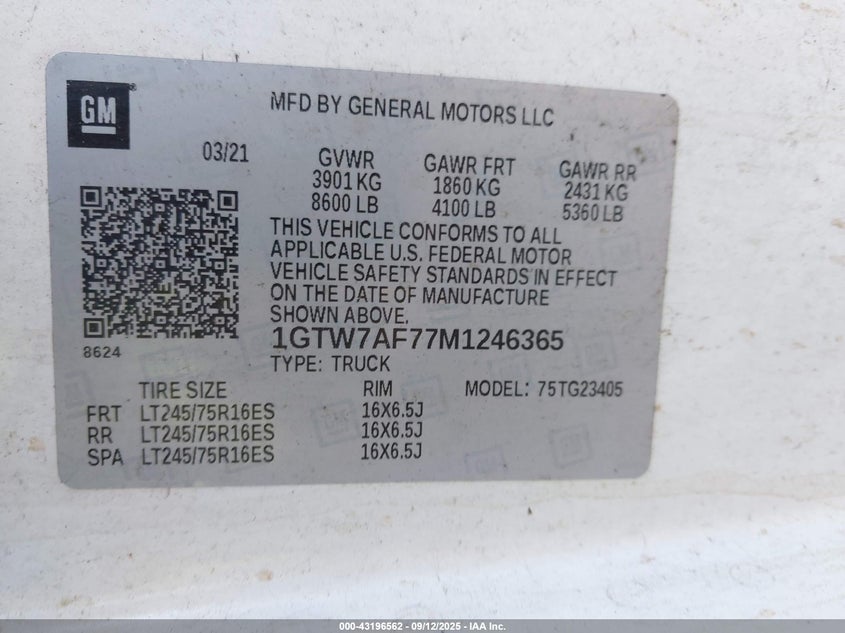 GM
MFD BY GENERAL MOTORS LLC
03/21 GVWR GAWR FRT GAWR RR
3901 KG 1860 KG 2431 KG
8600 LB 4100 LB 5360 LB
THIS VEHICLE CONFORMS TO ALL
APPLICABLE U.S. FEDERAL MOTOR
VEHICLE SAFETY STANDARDS IN EFFECT
ON THE DATE OF MANUFACTURE
SHOWN ABOVE.
8624
1GTW7AF77M1246365
TYPE: TRUCK
TIRE SIZE RIM MODEL: 75TG23405
FRT LT245/75R16ES 16X6.5J
RR LT245/75R16ES 16X6.5J
SPA LT245/75R16ES 16X6.5J
000-43196562 - 09/12/2025 - IAA Inc.